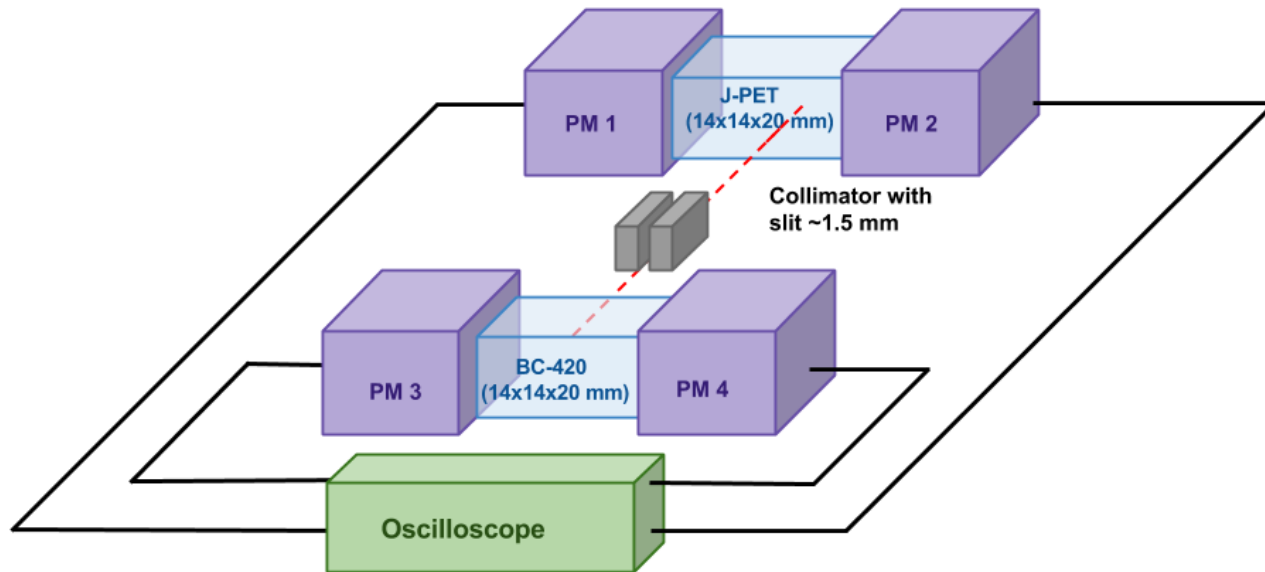 PM 1
J-PET
(14x14x20 mm)
PM 2
Collimator with
slit ~1.5 mm
PM 3
BC-420
(14x14x20 mm)
PM 4
Oscilloscope